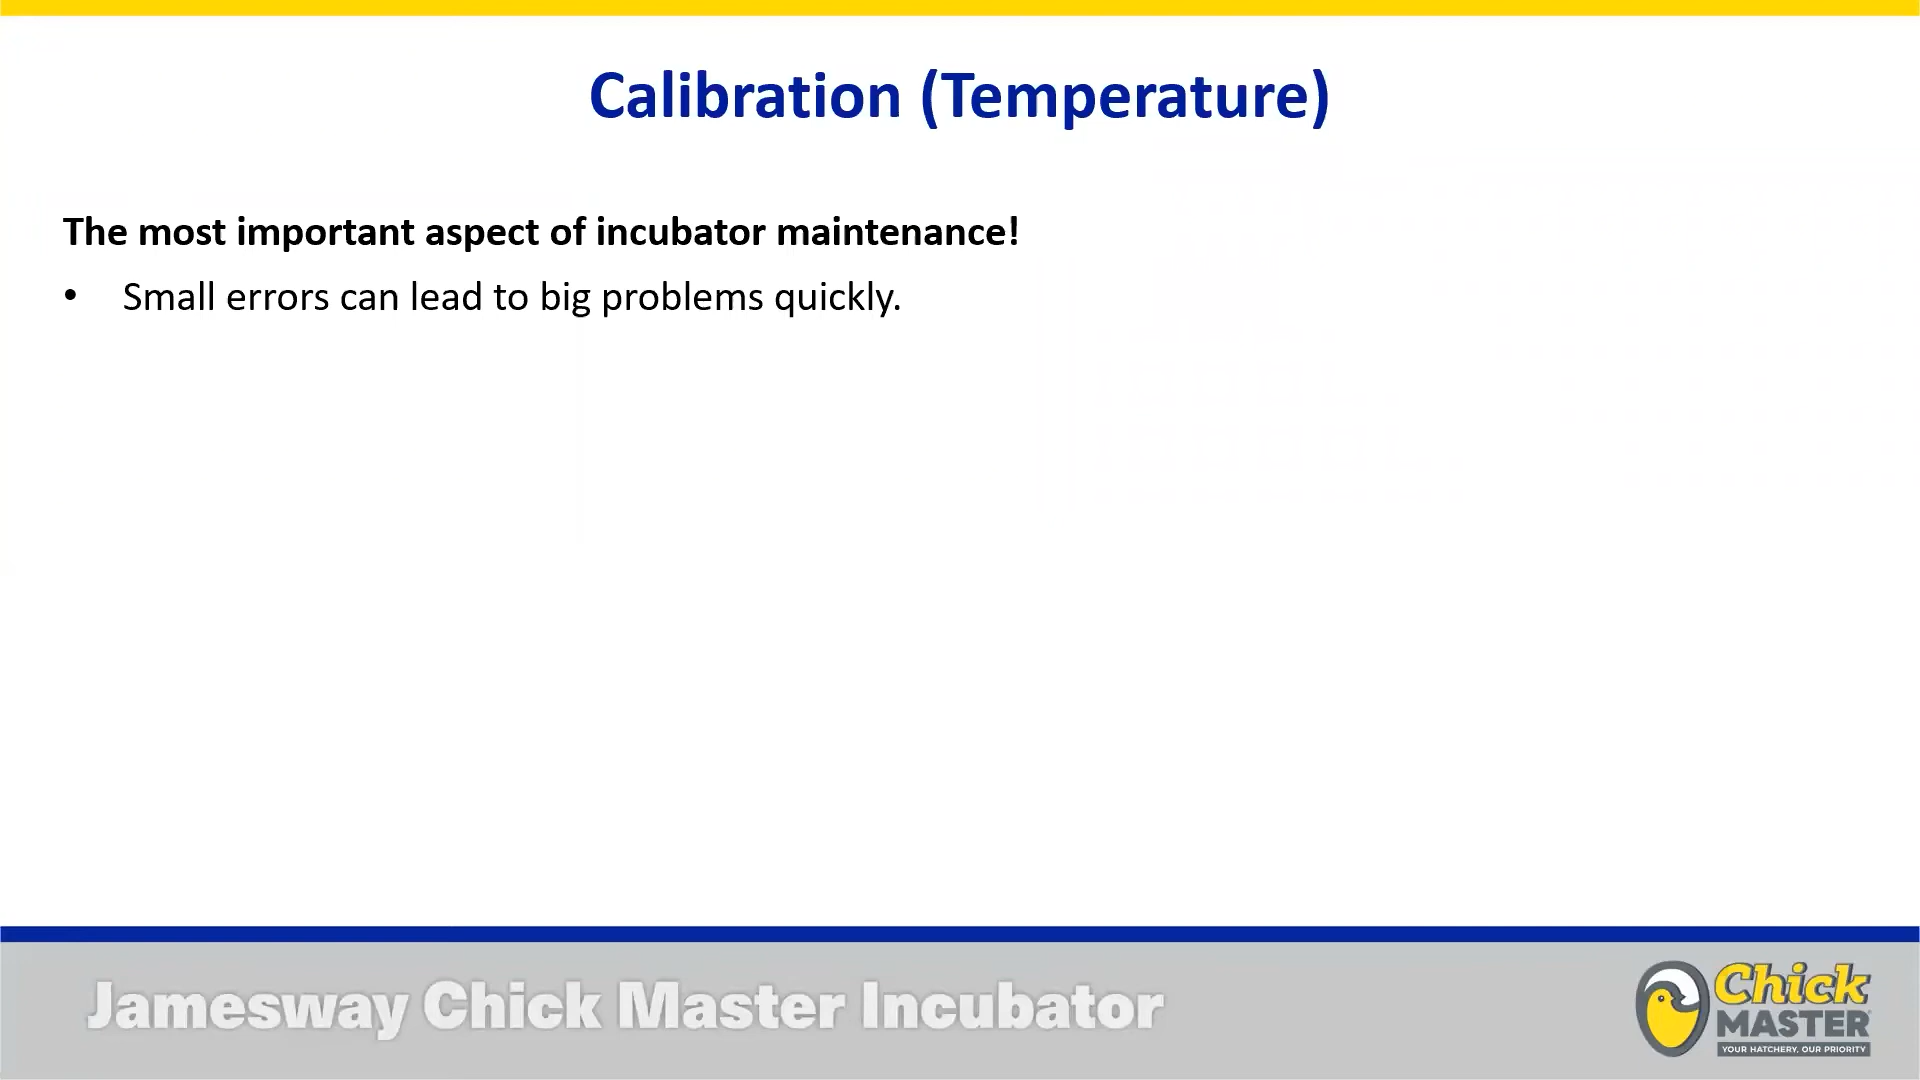 Calibration (Temperature)
The most important aspect of incubator maintenance!
• Small errors can lead to big problems quickly.
Jamesway Chick Master Incubator
Chick
MASTER
YOUR HATCHERY, OUR PRIORITY